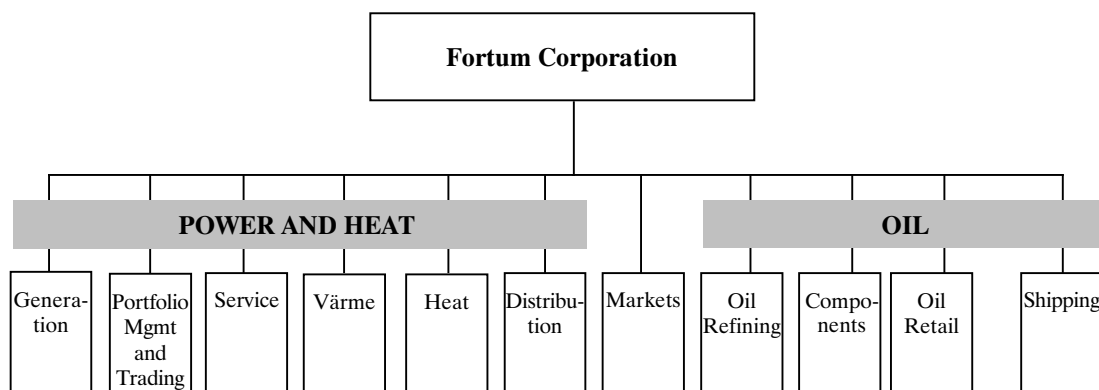 Fortum Corporation
POWER AND HEAT
OIL
Genera-
tion
Portfolio
Mgmt
and
Trading
Service
Värme
Heat
Distribu-
tion
Markets
Oil
Refining
Compo-
nents
Oil
Retail
Shipping